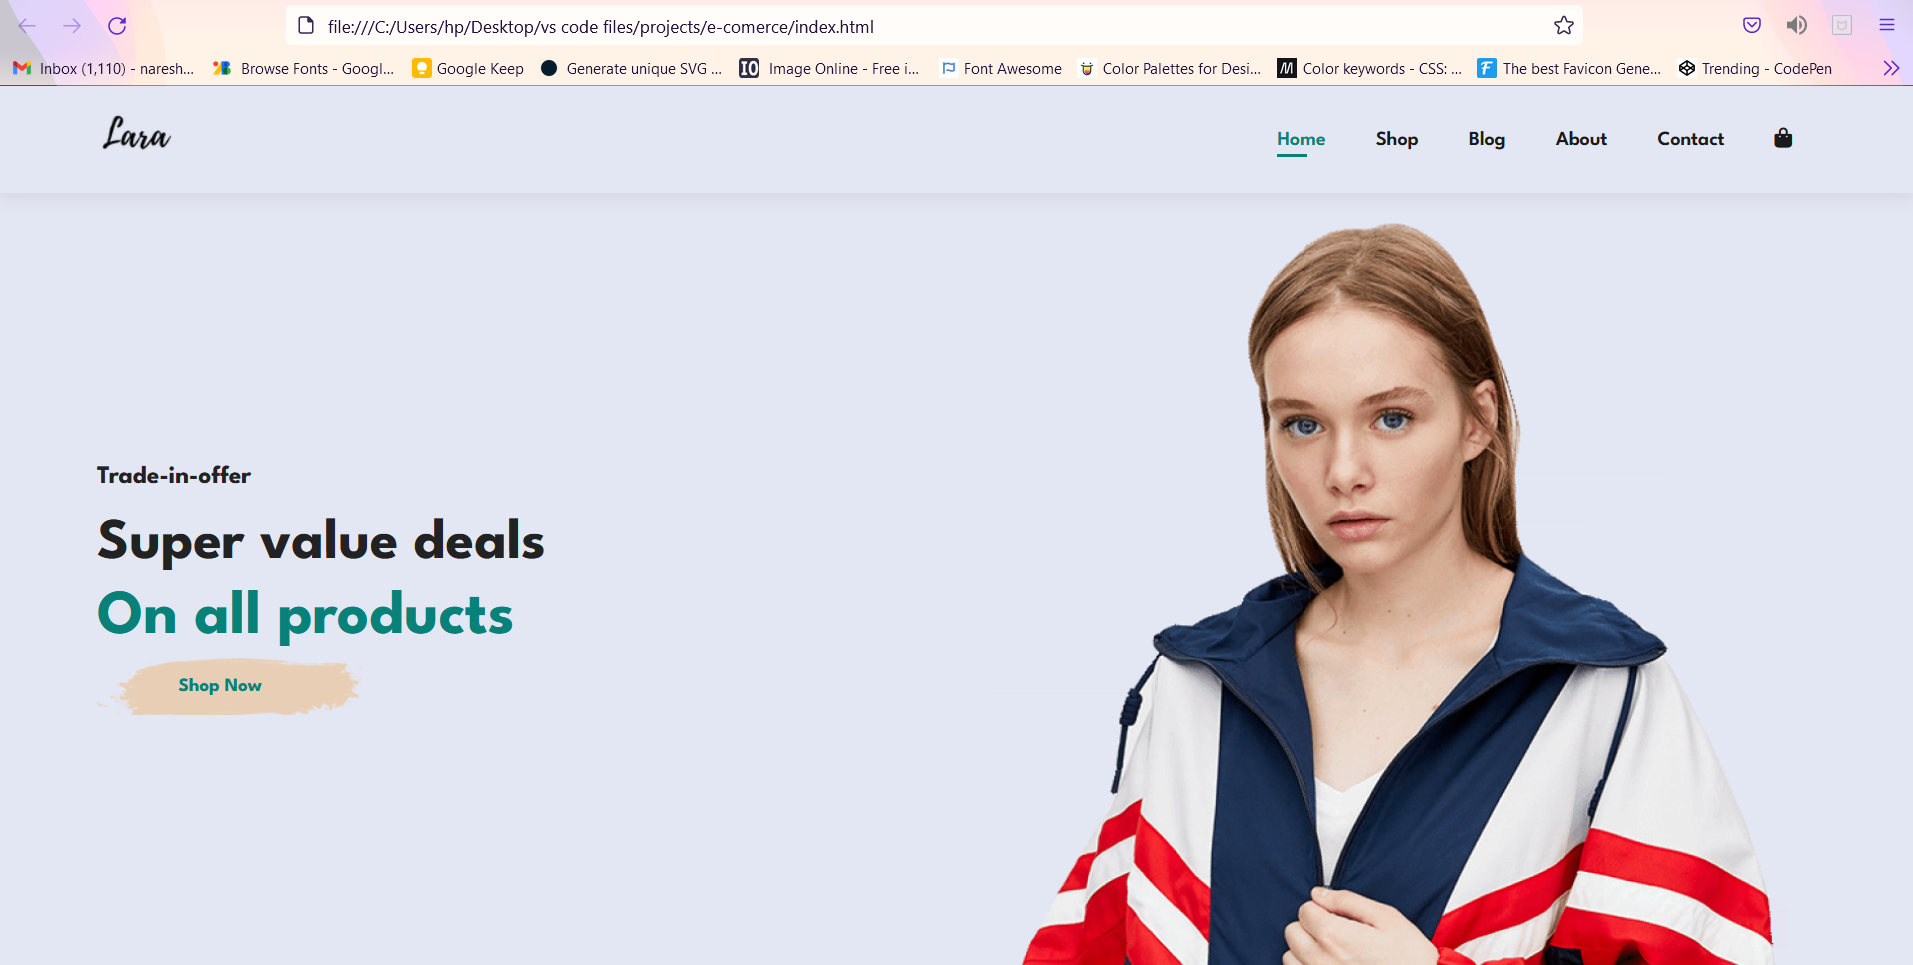 file:///C:/Users/hp/Desktop/vs code files/projects/e-comerce/index.html
Inbox (1,110) - naresh... Browse Fonts - Googl... Google Keep Generate unique SVG ... IO Image Online - Free i... Font Awesome Color Palettes for Desi... M Color keywords - CSS: ... F The best Favicon Gene... Trending - CodePen
Lara
Home Shop Blog About Contact
Trade-in-offer
Super value deals
On all products
Shop Now